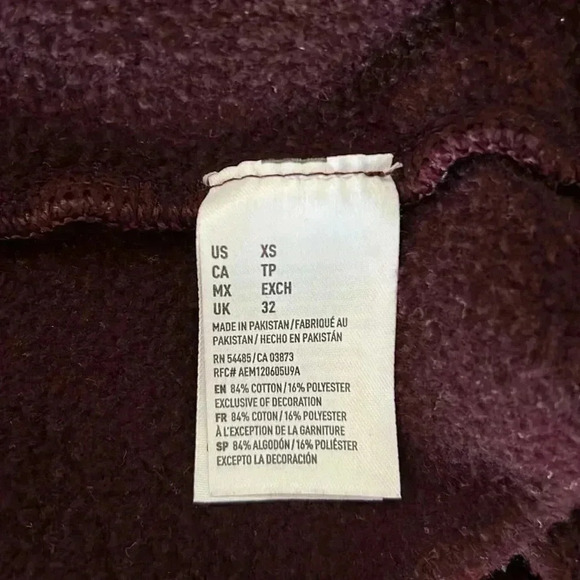 US XS
CA TP
MX EXCH
UK 32
MADE IN PAKISTAN/FABRIQUÉ AU
PAKISTAN/HECHO EN PAKISTÁN
RN 54485/CA 03873
RFC# AEM120605U9A
EN 84% COTTON/16% POLYESTER
EXCLUSIVE OF DECORATION
FR 84% COTON/16% POLYESTER
À L'EXCEPTION DE LA GARNITURE
SP 84% ALGODÓN/16% POLIÉSTER
EXCEPTO LA DECORACIÓN